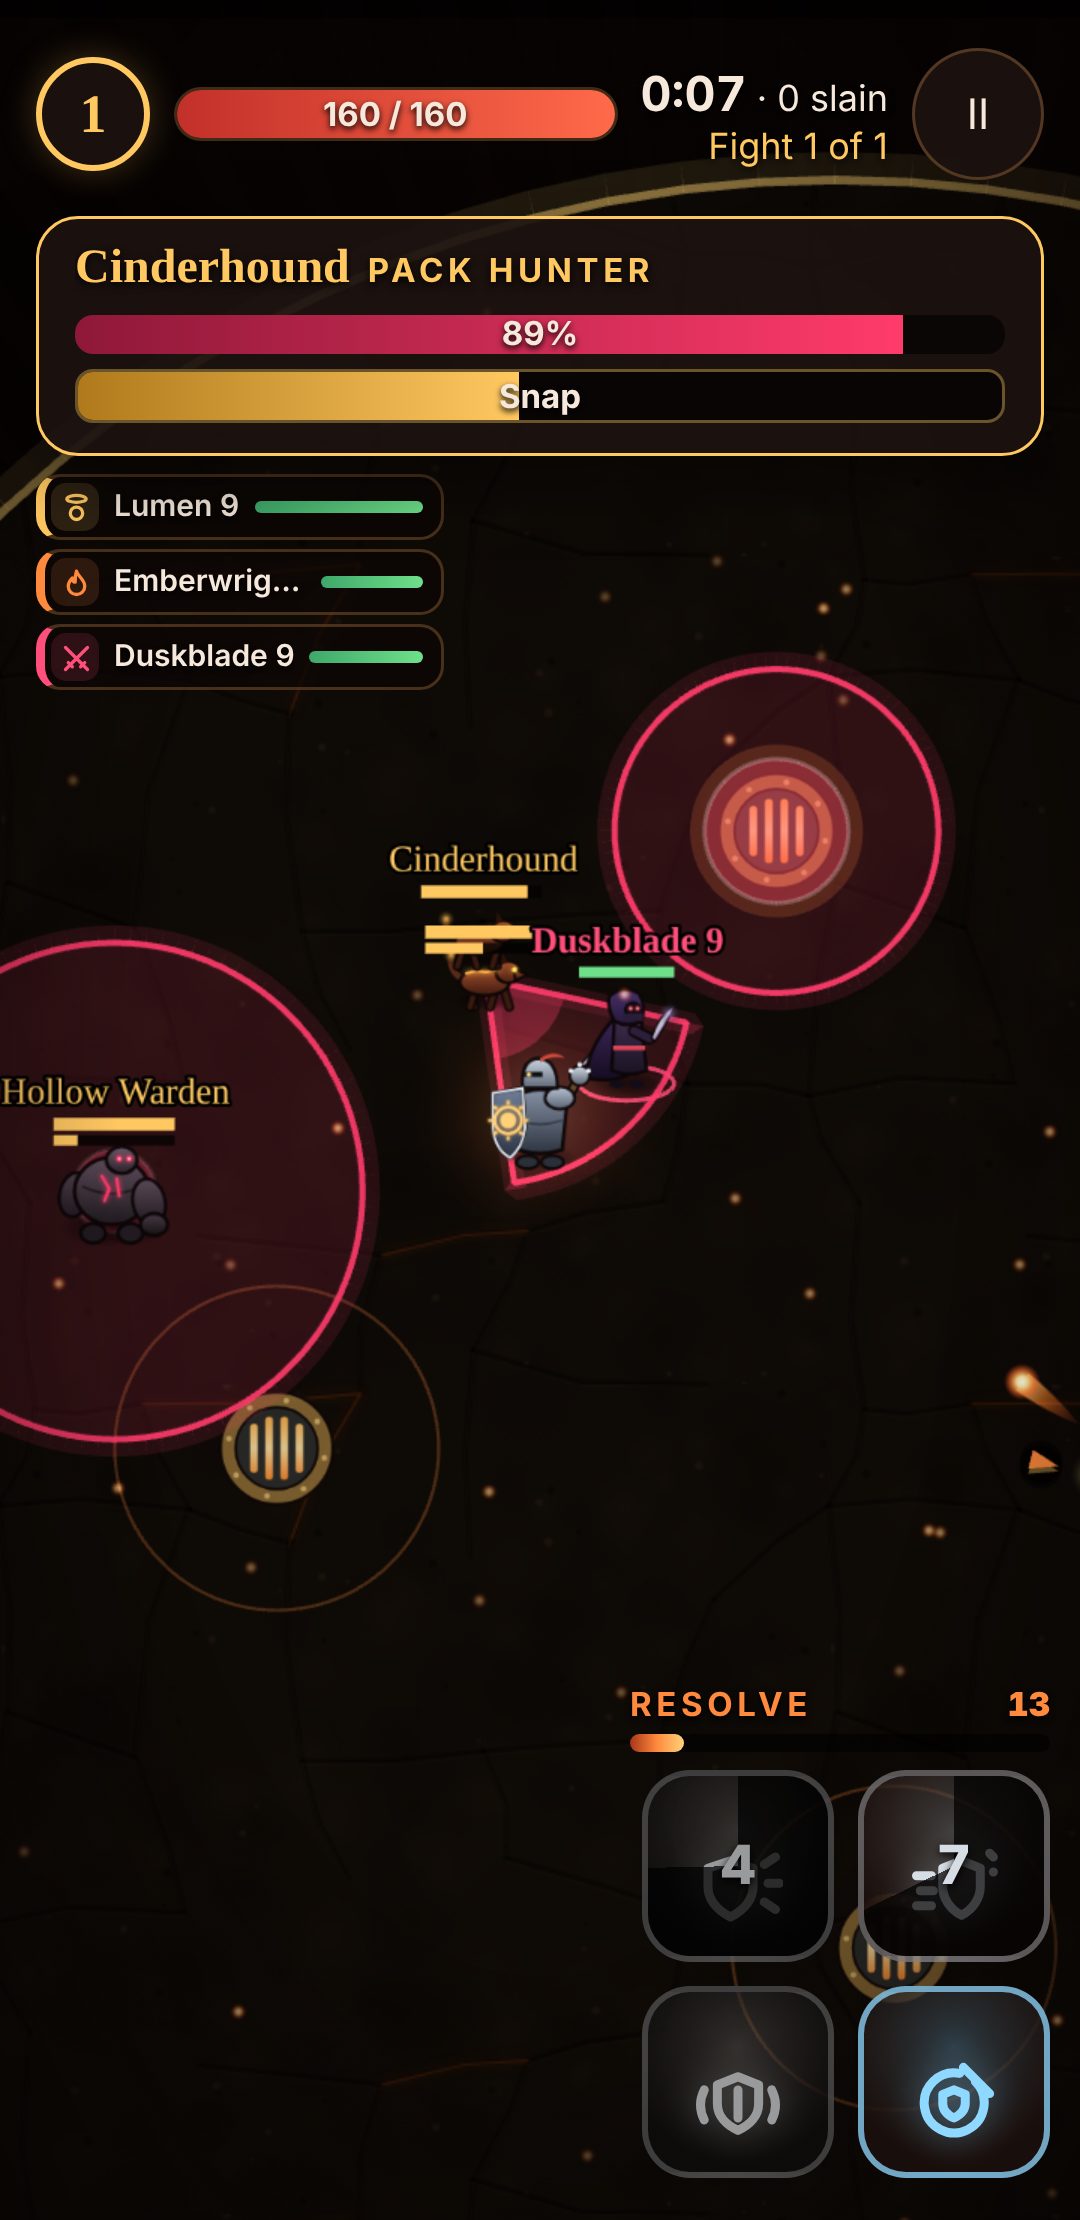 1
160 / 160
0:07 · 0 slain
Fight 1 of 1
Cinderhound PACK HUNTER
89%
Snap
Lumen 9
Emberwrig...
Duskblade 9
Cinderhound
Duskblade 9
Hollow Warden
RESOLVE 13
4
7